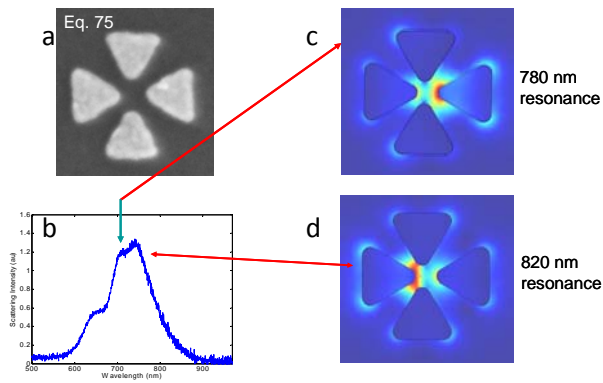 a
Eq. 75
c
780 nm
resonance
b
1.6
1.4
1.2
1
0.8
0.6
0.4
0.2
0
500
600
700
800
900
Wavelength (nm)
Scattering Intensity (au)
d
820 nm
resonance